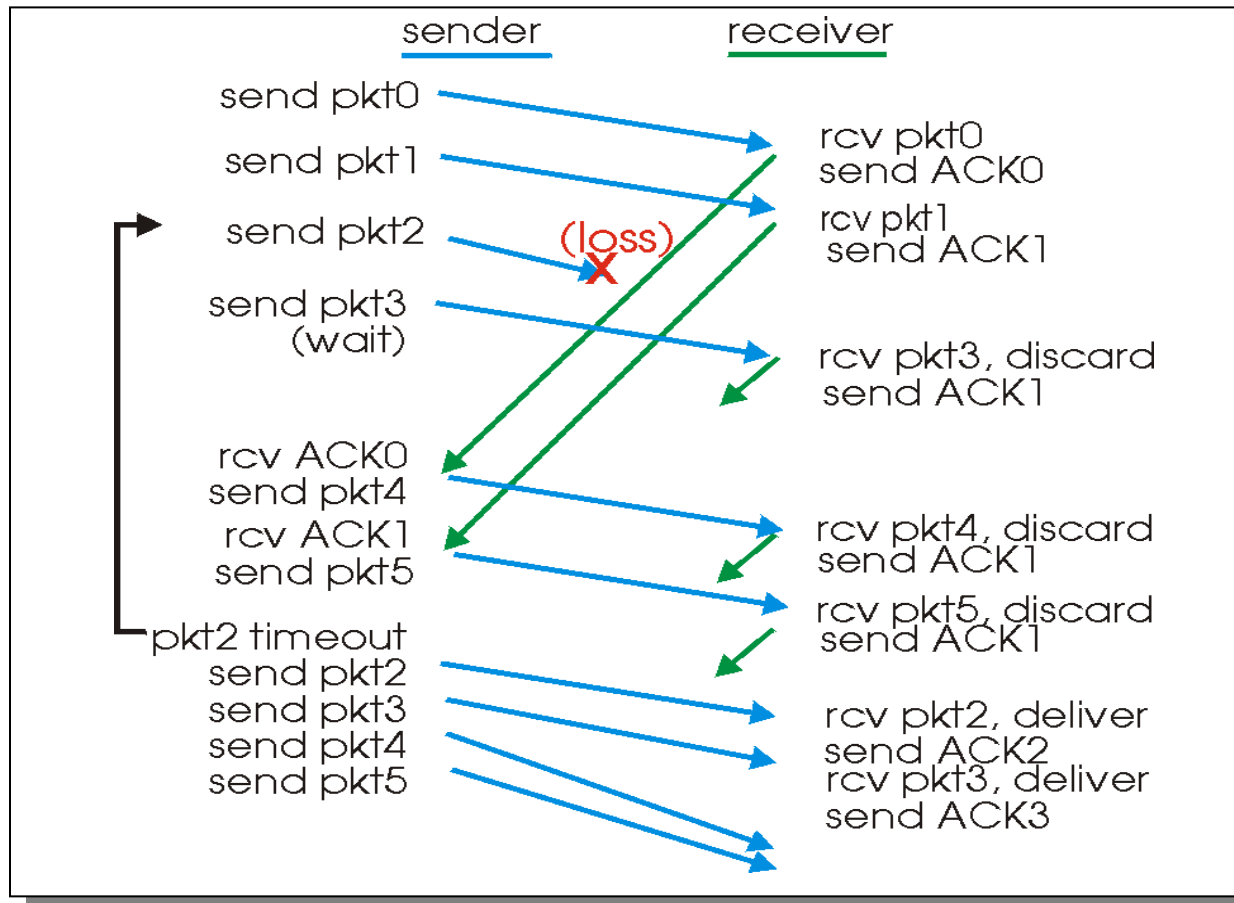 sender
receiver
send pkt0
send pkt1
send pkt2
send pkt3
(wait)
(loss)
X
rcv ACK0
send pkt4
rcv ACK1
send pkt5
pkt2 timeout
send pkt2
send pkt3
send pkt4
send pkt5
rcv pkt0
send ACK0
rcv pkt1
send ACK1
rcv pkt3, discard
send ACK1
rcv pkt4, discard
send ACK1
rcv pkt5, discard
send ACK1
rcv pkt2, deliver
send ACK2
rcv pkt3, deliver
send ACK3